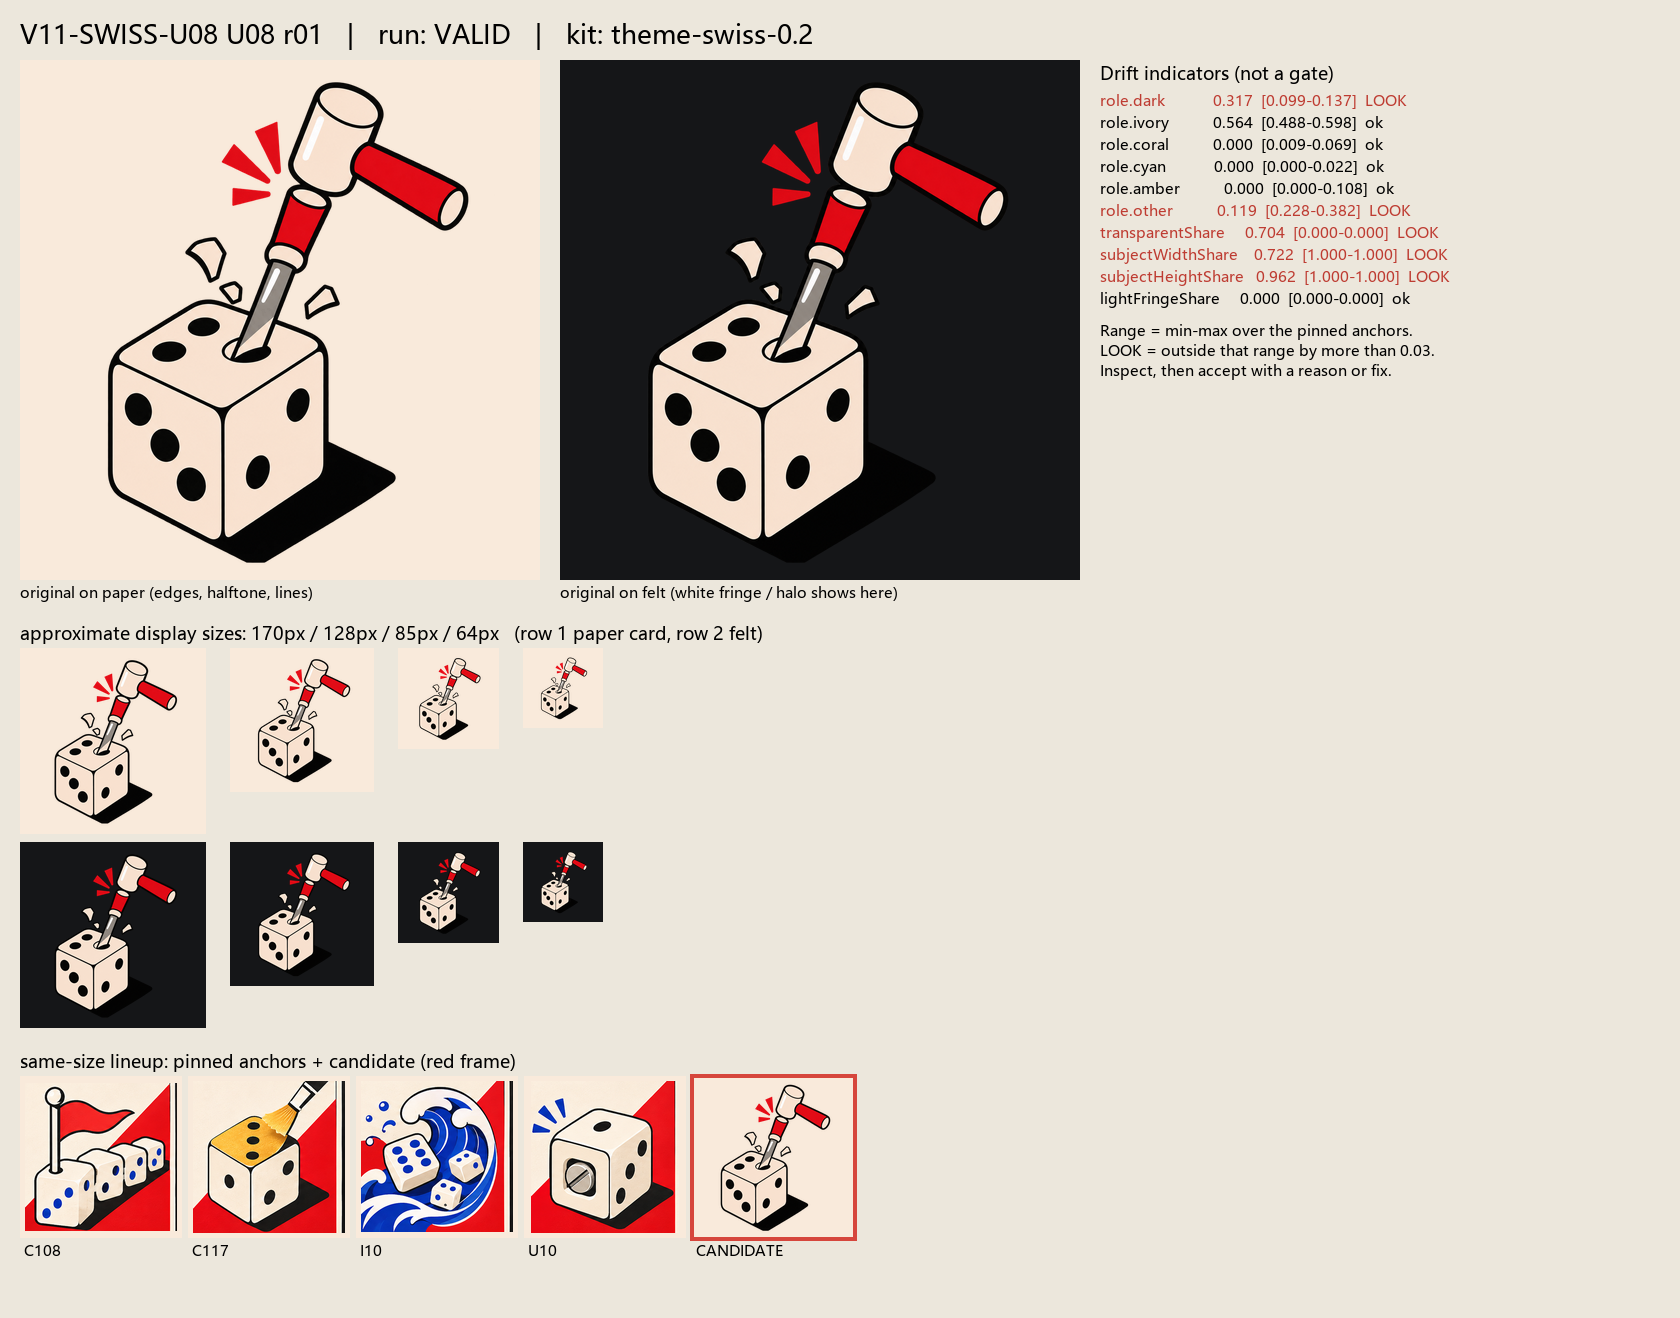 V11-SWISS-U08 U08 r01 | run: VALID | kit: theme-swiss-0.2
Drift indicators (not a gate)
role.dark 0.317 [0.099-0.137] LOOK
role.ivory 0.564 [0.488-0.598] ok
role.coral 0.000 [0.009-0.069] ok
role.cyan 0.000 [0.000-0.022] ok
role.amber 0.000 [0.000-0.108] ok
role.other 0.119 [0.228-0.382] LOOK
transparentShare 0.704 [0.000-0.000] LOOK
subjectWidthShare 0.722 [1.000-1.000] LOOK
subjectHeightShare 0.962 [1.000-1.000] LOOK
lightFringeShare 0.000 [0.000-0.000] ok
Range = min-max over the pinned anchors.
LOOK = outside that range by more than 0.03.
Inspect, then accept with a reason or fix.
original on paper (edges, halftone, lines)
original on felt (white fringe / halo shows here)
approximate display sizes: 170px / 128px / 85px / 64px (row 1 paper card, row 2 felt)
same-size lineup: pinned anchors + candidate (red frame)
C108
C117
I10
U10
CANDIDATE